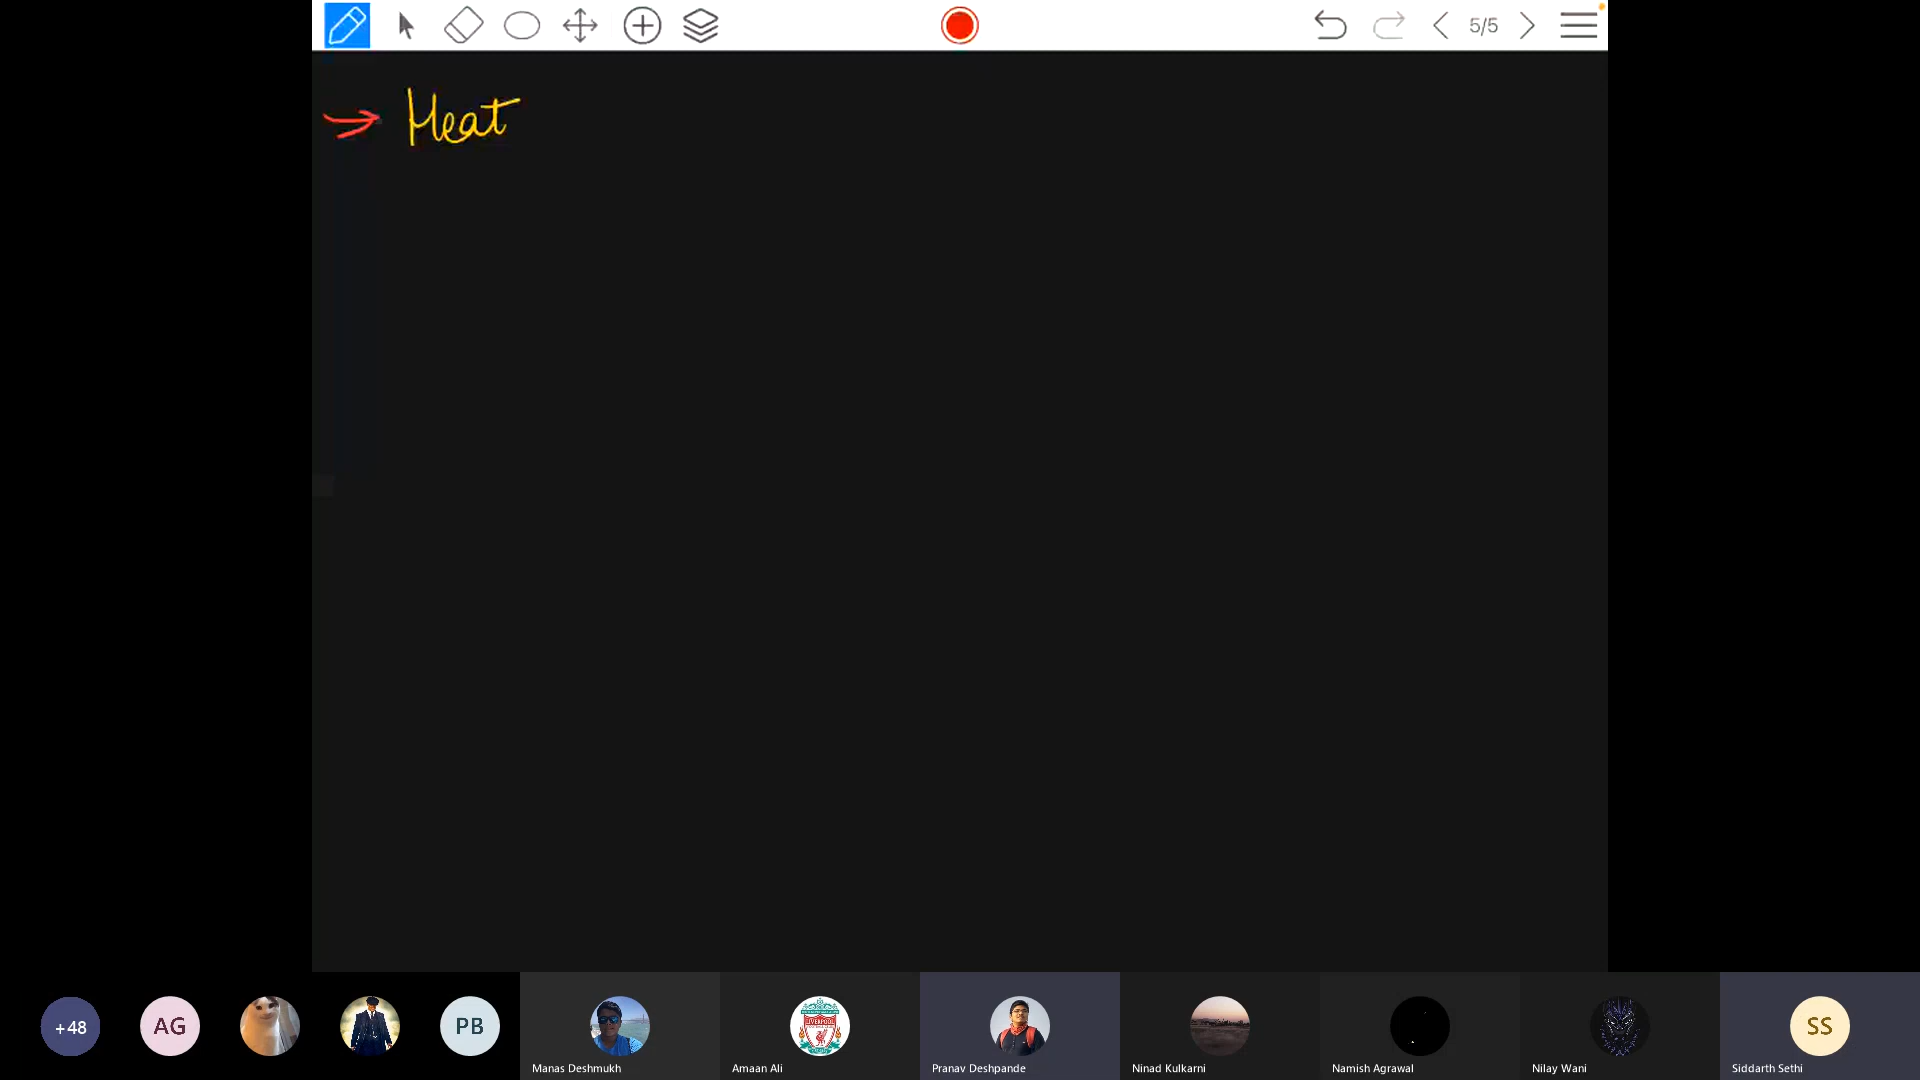 5/5
→ Heat
+48
AG
PB
Manas Deshmukh
Amaan Ali
LIVERPOOL
Pranav Deshpande
Ninad Kulkarni
Namish Agrawal
Nilay Wani
SS
Siddarth Sethi